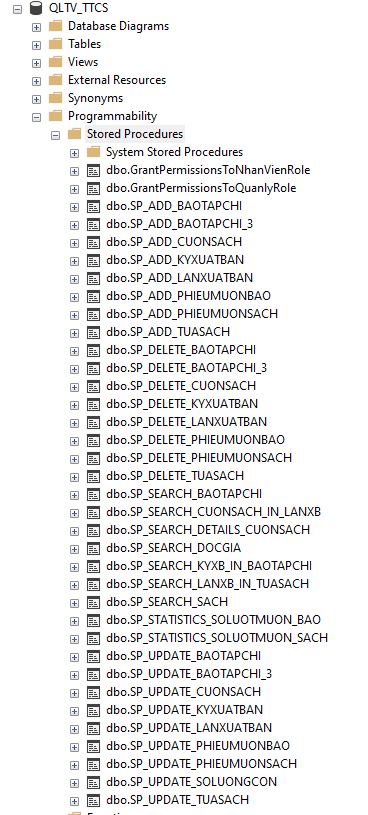 QLTV_TTCS
Database Diagrams
Tables
Views
External Resources
Synonyms
Programmability
Stored Procedures
System Stored Procedures
dbo.GrantPermissionsToNhanVienRole
dbo.GrantPermissionsToQuanlyRole
dbo.SP_ADD_BAOTAPCHI
dbo.SP_ADD_BAOTAPCHI_3
dbo.SP_ADD_CUONSACH
dbo.SP_ADD_KYXUATBAN
dbo.SP_ADD_LANXUATBAN
dbo.SP_ADD_PHIEUMUONBAO
dbo.SP_ADD_PHIEUMUONSACH
dbo.SP_ADD_TUASACH
dbo.SP_DELETE_BAOTAPCHI
dbo.SP_DELETE_BAOTAPCHI_3
dbo.SP_DELETE_CUONSACH
dbo.SP_DELETE_KYXUATBAN
dbo.SP_DELETE_LANXUATBAN
dbo.SP_DELETE_PHIEUMUONBAO
dbo.SP_DELETE_PHIEUMUONSACH
dbo.SP_DELETE_TUASACH
dbo.SP_SEARCH_BAOTAPCHI
dbo.SP_SEARCH_CUONSACH_IN_LANXB
dbo.SP_SEARCH_DETAILS_CUONSACH
dbo.SP_SEARCH_DOCGIA
dbo.SP_SEARCH_KYXB_IN_BAOTAPCHI
dbo.SP_SEARCH_LANXB_IN_TUASACH
dbo.SP_SEARCH_SACH
dbo.SP_STATISTICS_SOLUOTMUON_BAO
dbo.SP_STATISTICS_SOLUOTMUON_SACH
dbo.SP_UPDATE_BAOTAPCHI
dbo.SP_UPDATE_BAOTAPCHI_3
dbo.SP_UPDATE_CUONSACH
dbo.SP_UPDATE_KYXUATBAN
dbo.SP_UPDATE_LANXUATBAN
dbo.SP_UPDATE_PHIEUMUONBAO
dbo.SP_UPDATE_PHIEUMUONSACH
dbo.SP_UPDATE_SOLUONGCON
dbo.SP_UPDATE_TUASACH